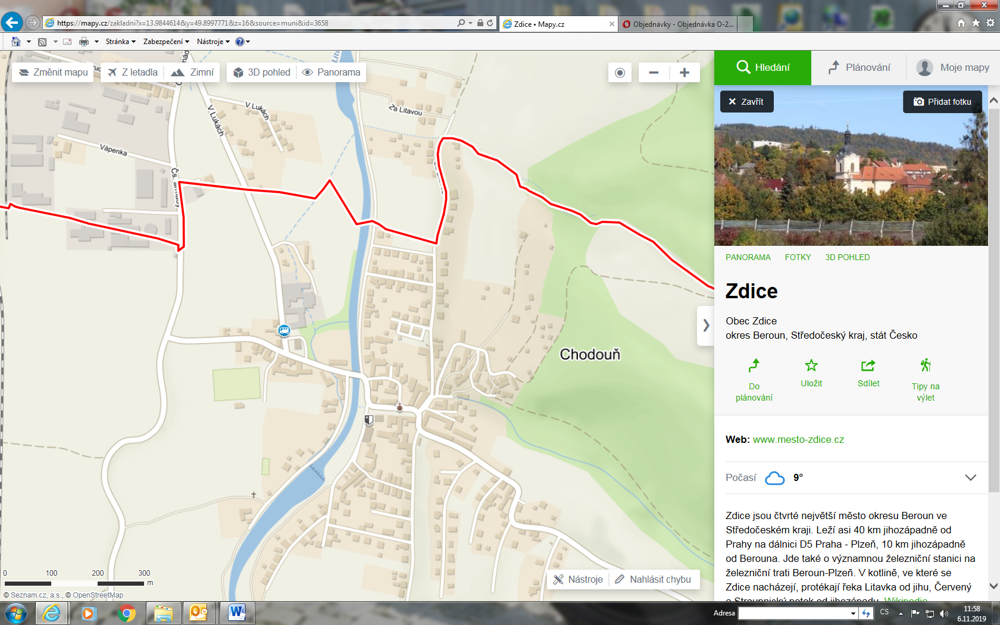 https://mapy.cz/zakladni?x=13.9844614&y=49.8997771&z=16&source=muni&id=3658
Zdice • Mapy.cz
Objednávky - Objednávka O-2...
Stránka
Zabezpečení
Nástroje
Změnit mapu
Z letadla
Zimní
3D pohled
Panorama
Hledání
Plánování
Moje mapy
Zavřít
Přidat fotku
V Lukách
V Lukách
Za Litavou
Vápenka
Čs. armády
Chodouň
PANORAMA
FOTKY
3D POHLED
Zdice
Obec Zdice
okres Beroun, Středočeský kraj, stát Česko
Do plánování
Uložit
Sdílet
Tipy na výlet
Web: www.mesto-zdice.cz
Počasí
9°
Zdice jsou čtvrté největší město okresu Beroun ve
Středočeském kraji. Leží asi 40 km jihozápadně od
Prahy na dálnici D5 Praha - Plzeň, 10 km jihozápadně
od Berouna. Jde také o významnou železniční stanici na
železniční trati Beroun-Plzeň. V kotlině, ve které se
Zdice nacházejí, protékají řeka Litavka od jihu, Červený
a Stroupnický potok od jihozápadu. Wikipedie
0 100 200 300 m
© Seznam.cz, a.s., © OpenStreetMap
Nástroje
Nahlásit chybu
Adresa
CS
11:58
6.11.2019